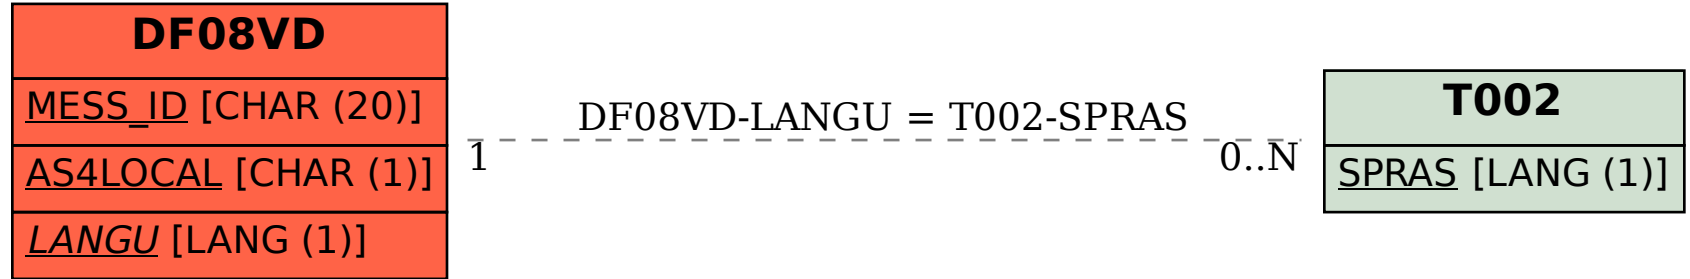 DF08VD
MESS_ID [CHAR (20)]
AS4LOCAL [CHAR (1)]
LANGU [LANG (1)]
DF08VD-LANGU = T002-SPRAS
1
0..N
T002
SPRAS [LANG (1)]